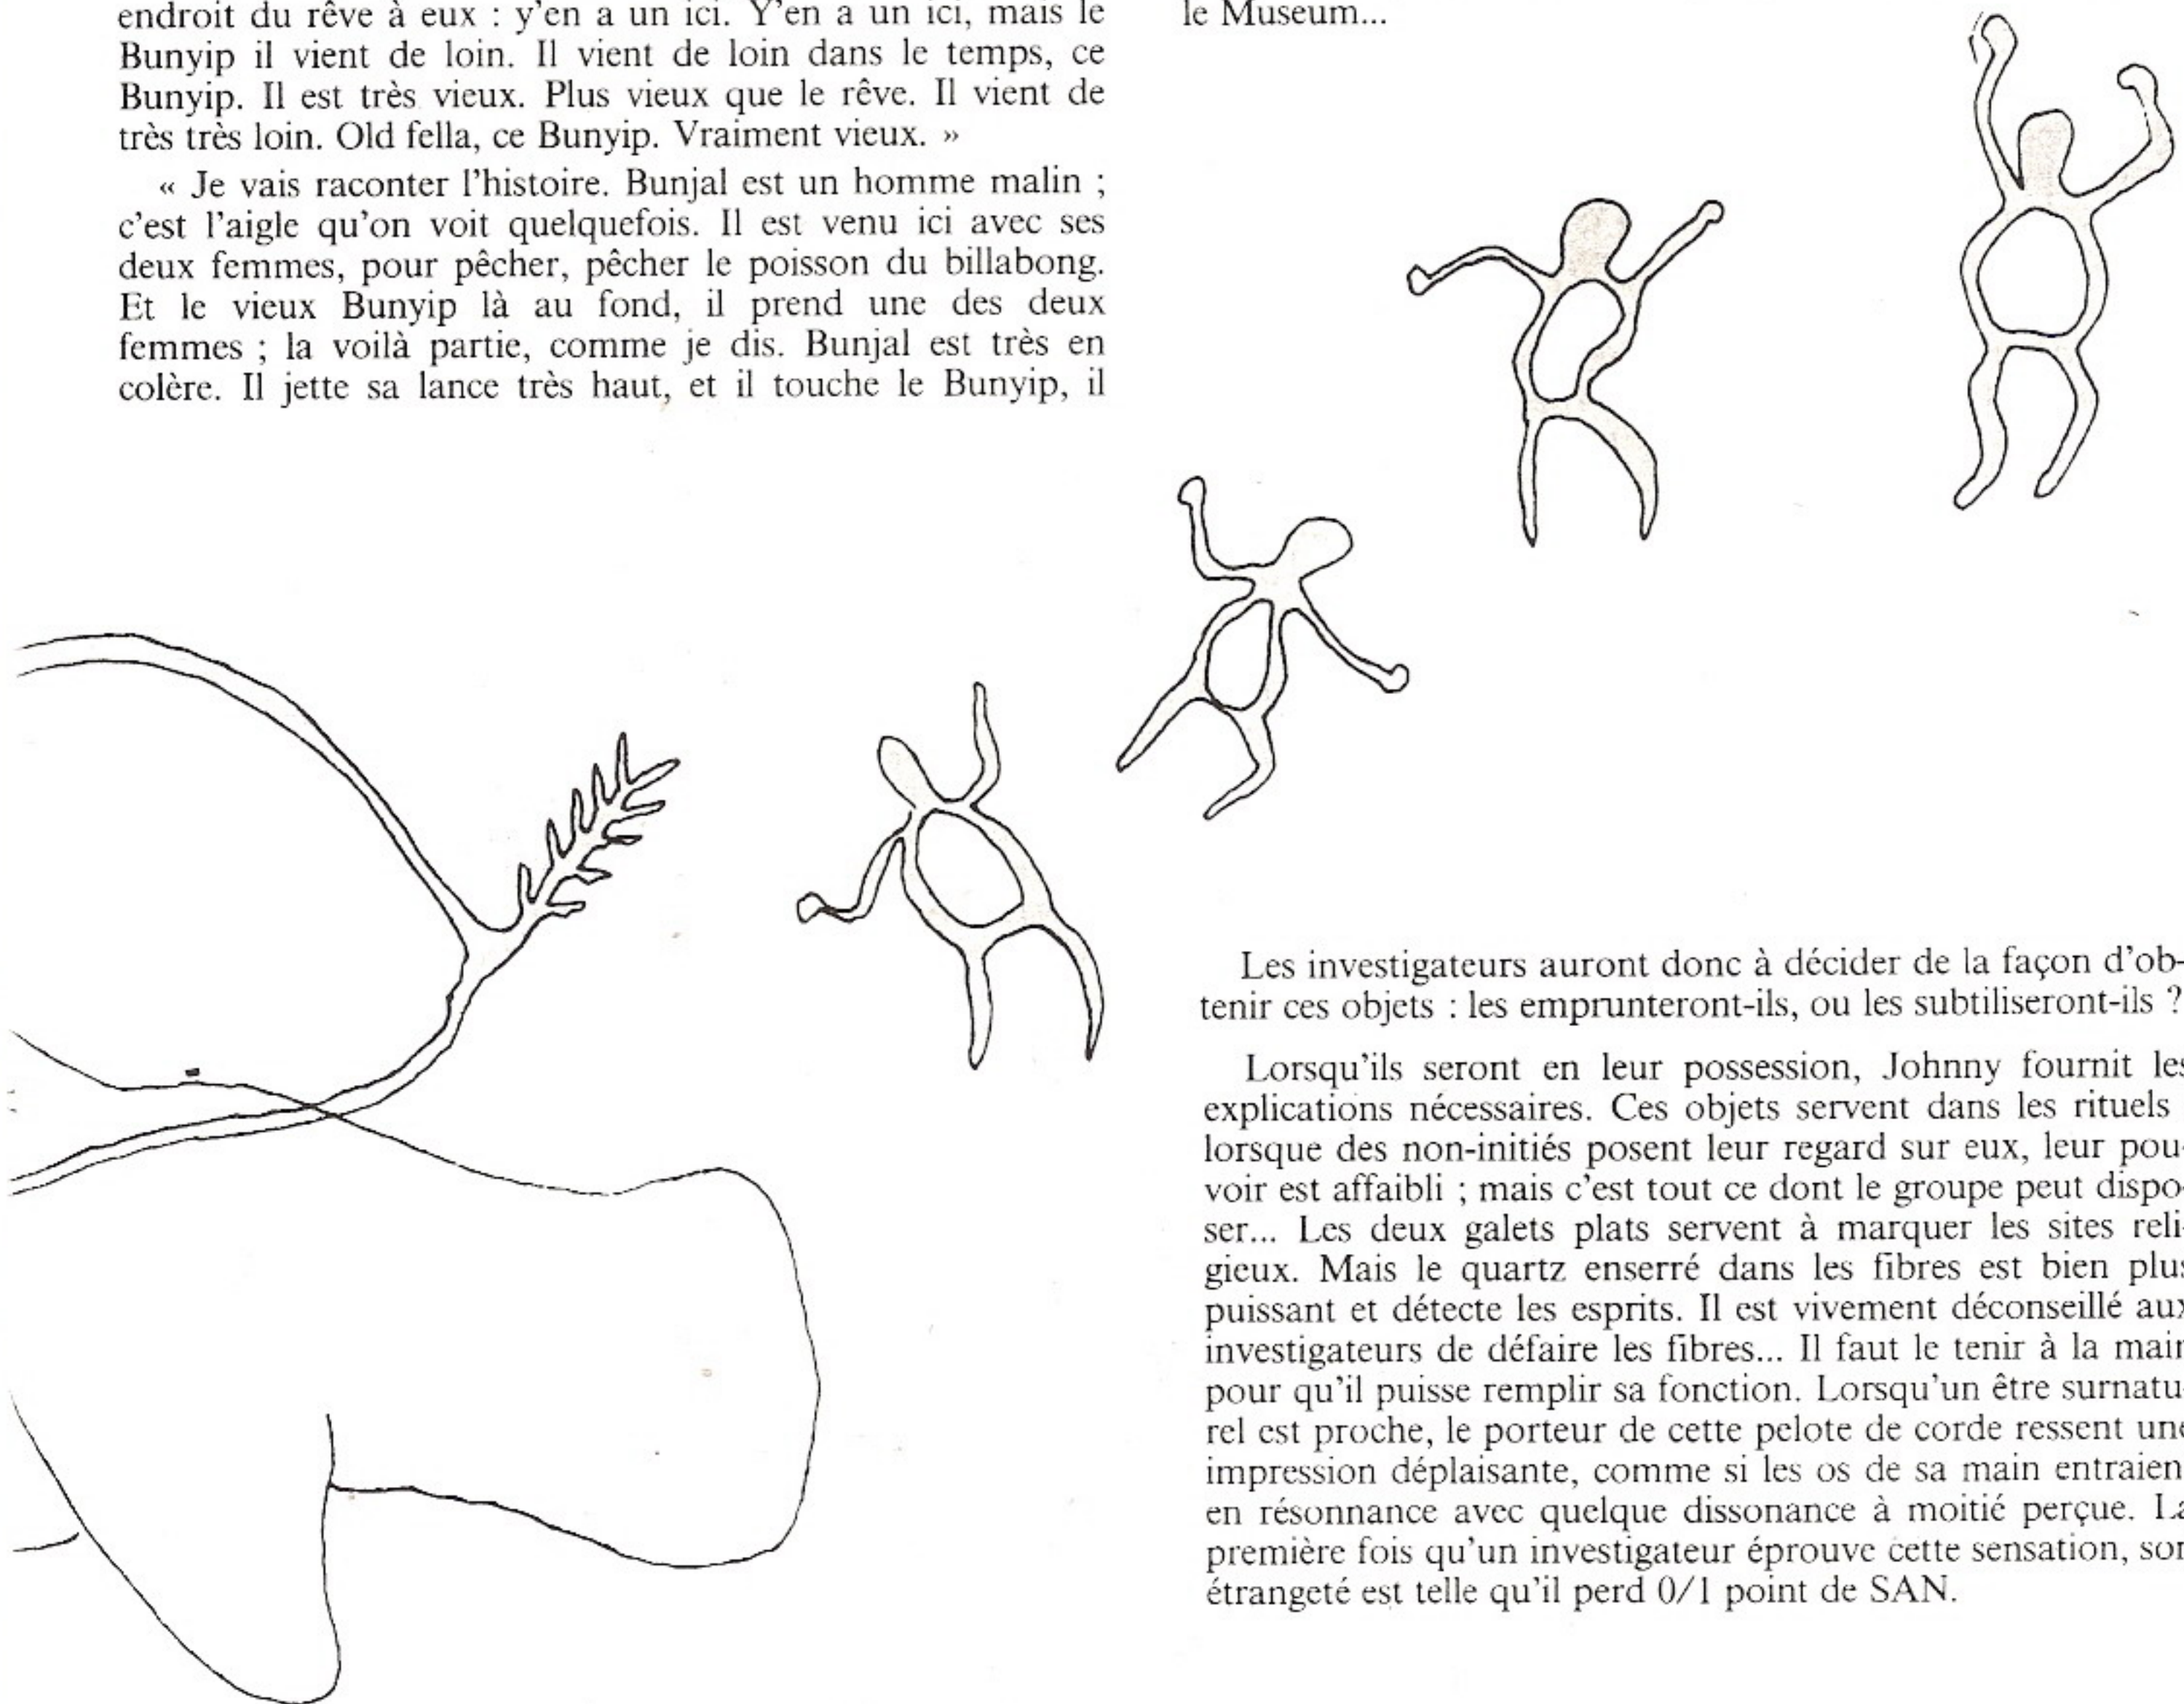 endroit du rêve à eux : y'en a un ici. Y'en a un ici, mais le
Bunyip il vient de loin. Il vient de loin dans le temps, ce
Bunyip. Il est très vieux. Plus vieux que le rêve. Il vient de
très très loin. Old fella, ce Bunyip. Vraiment vieux. »
« Je vais raconter l'histoire. Bunjal est un homme malin ;
c'est l'aigle qu'on voit quelquefois. Il est venu ici avec ses
deux femmes, pour pêcher, pêcher le poisson du billabong.
Et le vieux Bunyip là au fond, il prend une des deux
femmes ; la voilà partie, comme je dis. Bunjal est très en
colère. Il jette sa lance très haut, et il touche le Bunyip, il
le Museum...
Les investigateurs auront donc à décider de la façon d'ob-
tenir ces objets : les emprunteront-ils, ou les subtiliseront-ils ?
Lorsqu'ils seront en leur possession, Johnny fournit les
explications nécessaires. Ces objets servent dans les rituels
lorsque des non-initiés posent leur regard sur eux, leur pou-
voir est affaibli ; mais c'est tout ce dont le groupe peut dispo-
ser... Les deux galets plats servent à marquer les sites reli-
gieux. Mais le quartz enserré dans les fibres est bien plus
puissant et détecte les esprits. Il est vivement déconseillé aux
investigateurs de défaire les fibres... Il faut le tenir à la main
pour qu'il puisse remplir sa fonction. Lorsqu'un être surnatu-
rel est proche, le porteur de cette pelote de corde ressent une
impression déplaisante, comme si les os de sa main entraien
en résonnance avec quelque dissonance à moitié perçue. La
première fois qu'un investigateur éprouve cette sensation, son
étrangeté est telle qu'il perd 0/1 point de SAN.